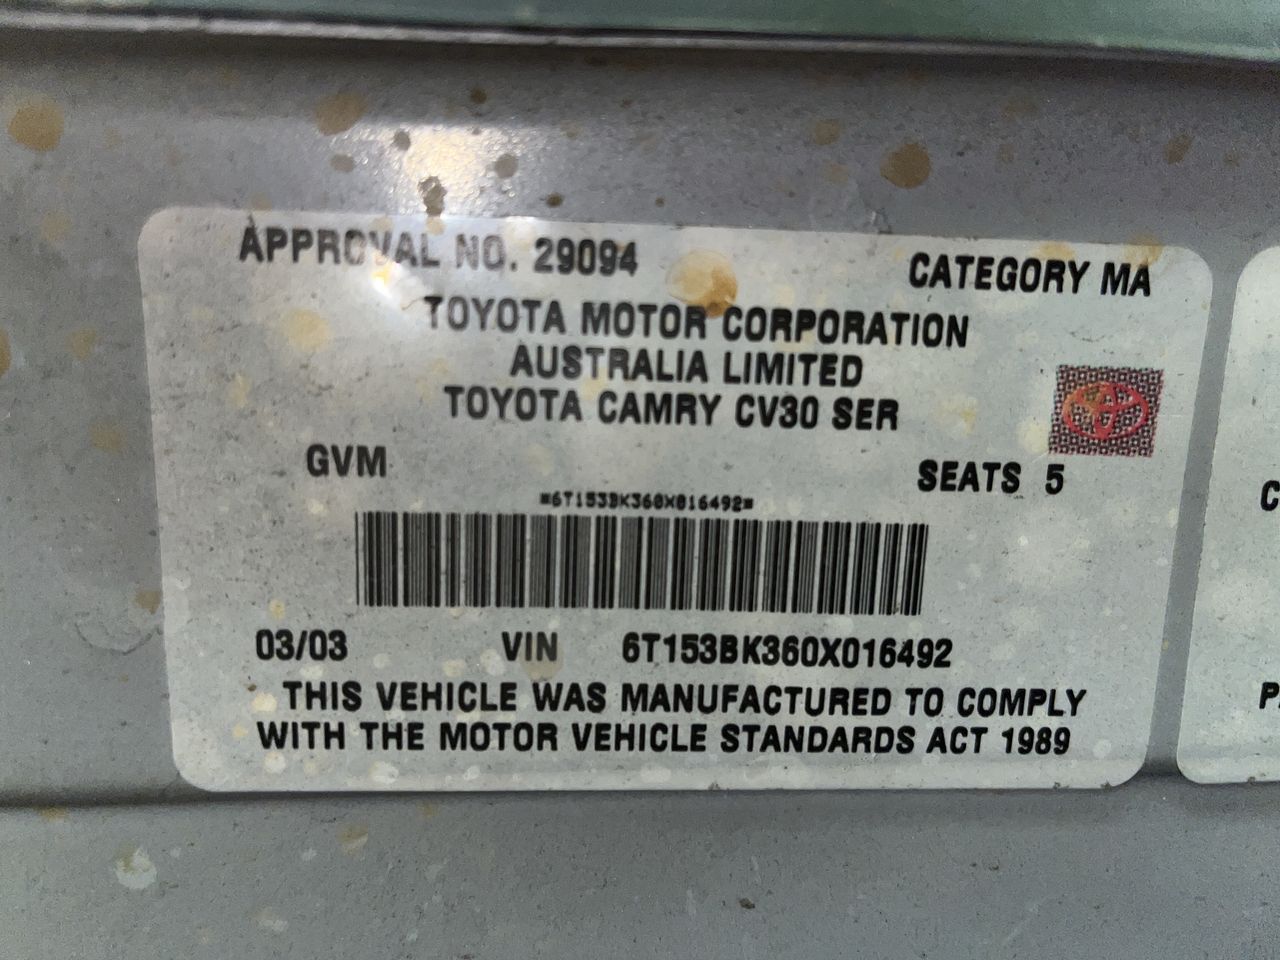 APPROVAL NO. 29094 CATEGORY MA
TOYOTA MOTOR CORPORATION
AUSTRALIA LIMITED
TOYOTA CAMRY CV30 SER
GVM SEATS 5
*6T153BK360X016492*
03/03 VIN 6T153BK360X016492
THIS VEHICLE WAS MANUFACTURED TO COMPLY
WITH THE MOTOR VEHICLE STANDARDS ACT 1989